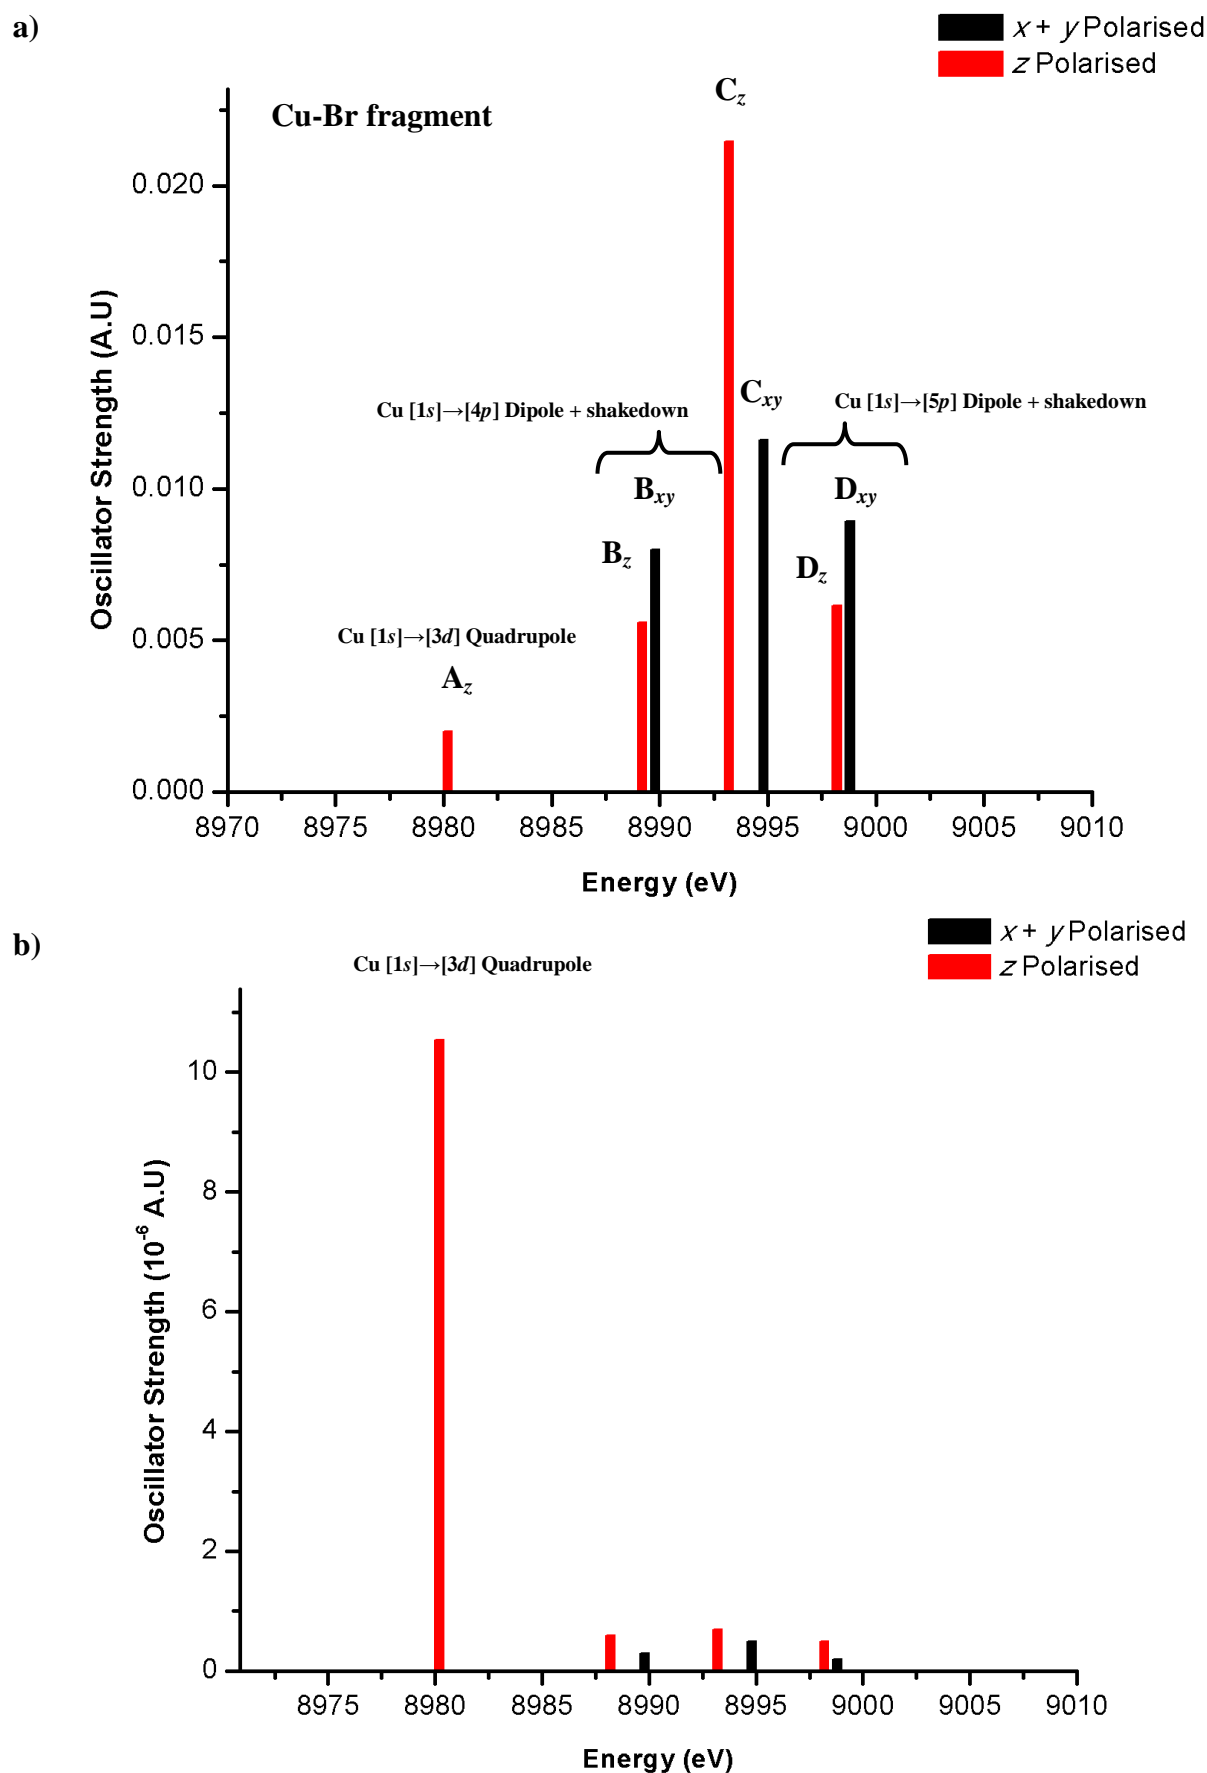 a)
x + y Polarised
z Polarised
Cz
Cu-Br fragment
0.020
0.015
Cxy
Cu [1s]→[4p] Dipole + shakedown
Cu [1s]→[5p] Dipole + shakedown
0.010
Bxy
Dxy
Bz
Dz
Cu [1s]→[3d] Quadrupole
0.005
Az
0.000
Oscillator Strength (A.U)
8970 8975 8980 8985 8990 8995 9000 9005 9010
Energy (eV)
b)
x + y Polarised
z Polarised
Cu [1s]→[3d] Quadrupole
10
8
6
4
2
0
Oscillator Strength (10⁻⁶ A.U)
8975 8980 8985 8990 8995 9000 9005 9010
Energy (eV)